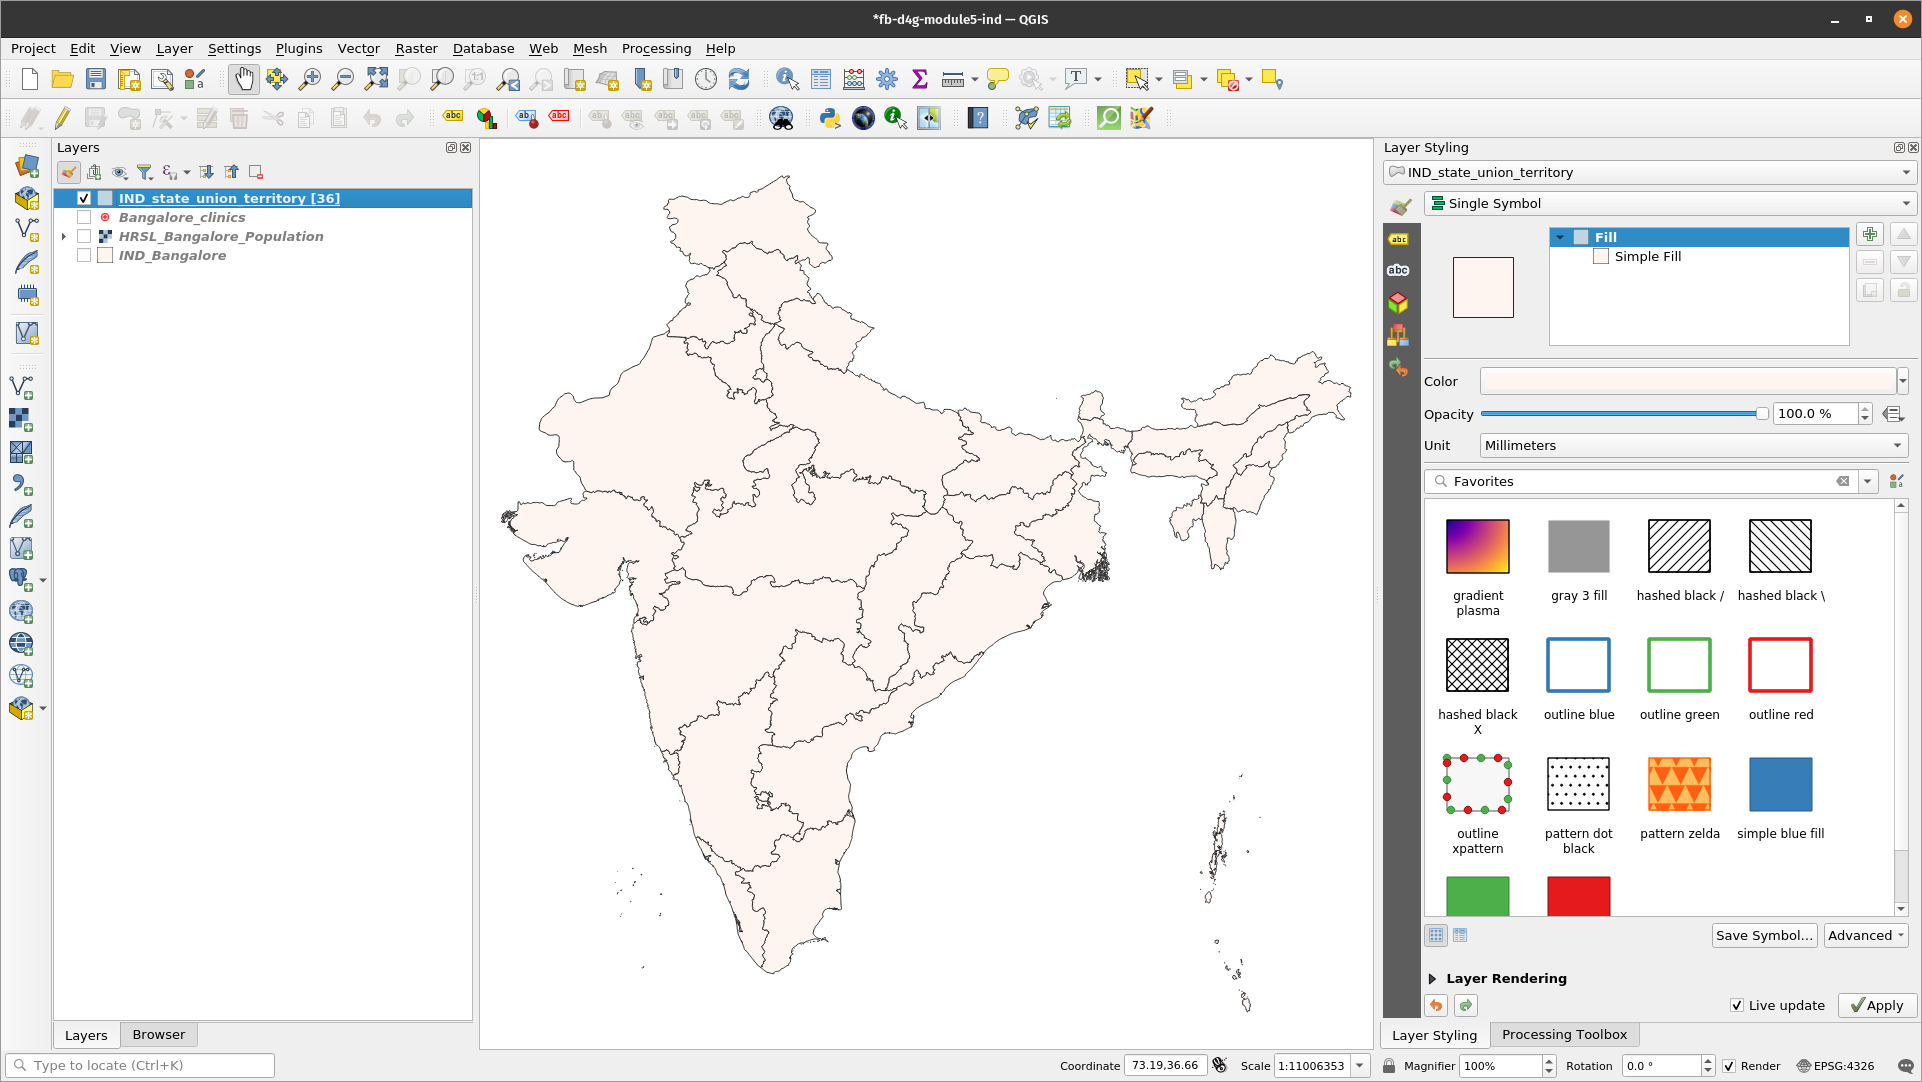 *fb-d4g-module5-ind — QGIS
Project Edit View Layer Settings Plugins Vector Raster Database Web Mesh Processing Help
Layers
IND_state_union_territory [36]
Bangalore_clinics
HRSL_Bangalore_Population
IND_Bangalore
Layers Browser
Type to locate (Ctrl+K)
Layer Styling
IND_state_union_territory
Single Symbol
Fill
Simple Fill
Color
Opacity 100.0 %
Unit Millimeters
Favorites
gradient plasma
gray 3 fill
hashed black /
hashed black \
hashed black X
outline blue
outline green
outline red
outline xpattern
pattern dot black
pattern zelda
simple blue fill
Save Symbol... Advanced
Layer Rendering
Live update Apply
Layer Styling Processing Toolbox
Coordinate 73.19,36.66 Scale 1:11006353 Magnifier 100% Rotation 0.0 ° Render EPSG:4326